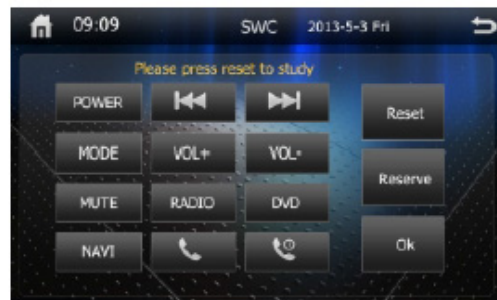 09:09 SWC 2013-5-3 Fri
Please press reset to study
POWER
Reset
MODE VOL+ VOL-
Reserve
MUTE RADIO DVD
NAVI Ok